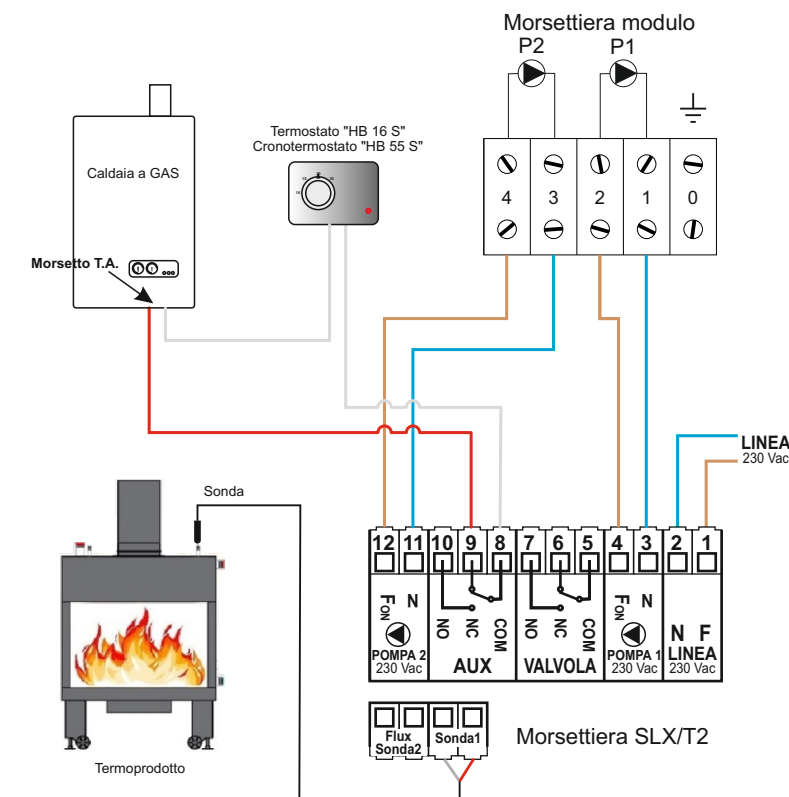 Morsettiera modulo
P2 P1
Termostato "HB 16 S"
Cronotermostato "HB 55 S"
Caldaia a GAS
Morsetto T.A.
4 3 2 1 0
LINEA
230 Vac
Sonda
12 11 10 9 8 7 6 5 4 3 2 1
FON N NO NC COM NO NC COM FON N N F
POMPA 2
230 Vac
AUX
VALVOLA
POMPA 1
230 Vac
LINEA
230 Vac
Flux
Sonda2
Sonda1
Morsettiera SLX/T2
Termoprodotto